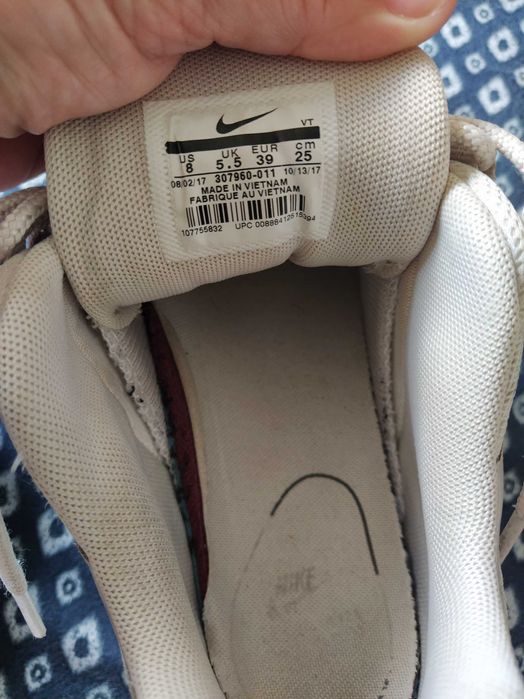 VT
US UK EUR cm
8 5.5 39 25
08/02/17 307960-011 10/13/17
MADE IN VIETNAM
FABRIQUE AU VIETNAM
107755832 UPC
NIKE